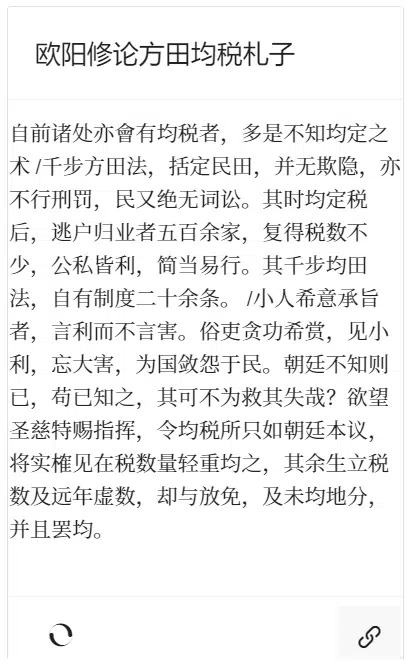 欧阳修论方田均税札子
自前诸处亦會有均税者，多是不知均定之
术 /千步方田法，括定民田，并无欺隐，亦
不行刑罚，民又绝无词讼。其时均定税
后，逃户归业者五百余家，复得税数不
少，公私皆利，简当易行。其千步均田
法，自有制度二十余条。 /小人希意承旨
者，言利而不言害。俗吏贪功希赏，见小
利，忘大害，为国敛怨于民。朝廷不知则
已，苟已知之，其可不为救其失哉？欲望
圣慈特赐指挥，令均税所只如朝廷本议，
将实榷见在税数量轻重均之，其余生立税
数及远年虚数，却与放免，及未均地分，
并且罢均。